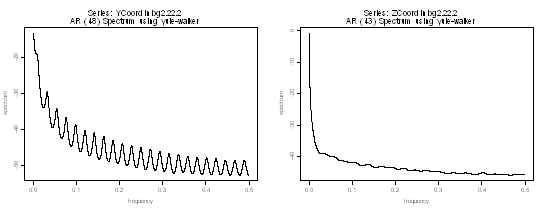 Series: YCoord in bg2.22.2
AR (48) Spectrum using yule-walker
spectrum
-20
-30
-40
-50
0.0 0.1 0.2 0.3 0.4 0.5
frequency
Series: ZCoord in bg2.22.2
AR (43) Spectrum using yule-walker
spectrum
0
-10
-20
-30
-40
0.0 0.1 0.2 0.3 0.4 0.5
frequency